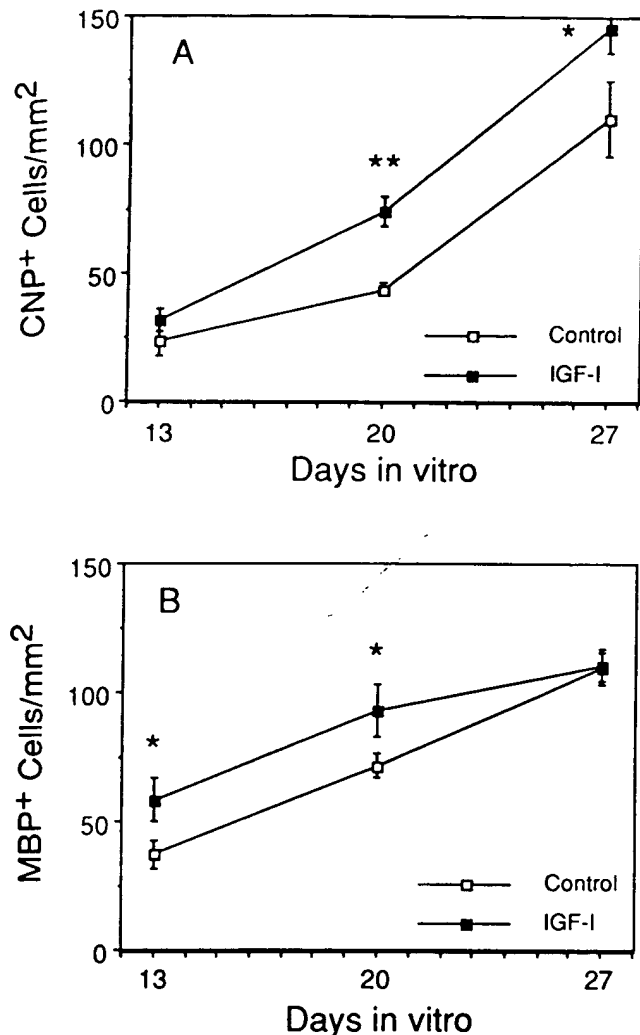 150
A
*
**
100
CNP+ Cells/mm2
50
Control
IGF-I
0
13 20 27
Days in vitro
150
B
*
*
100
MBP+ Cells/mm2
50
Control
IGF-I
0
13 20 27
Days in vitro